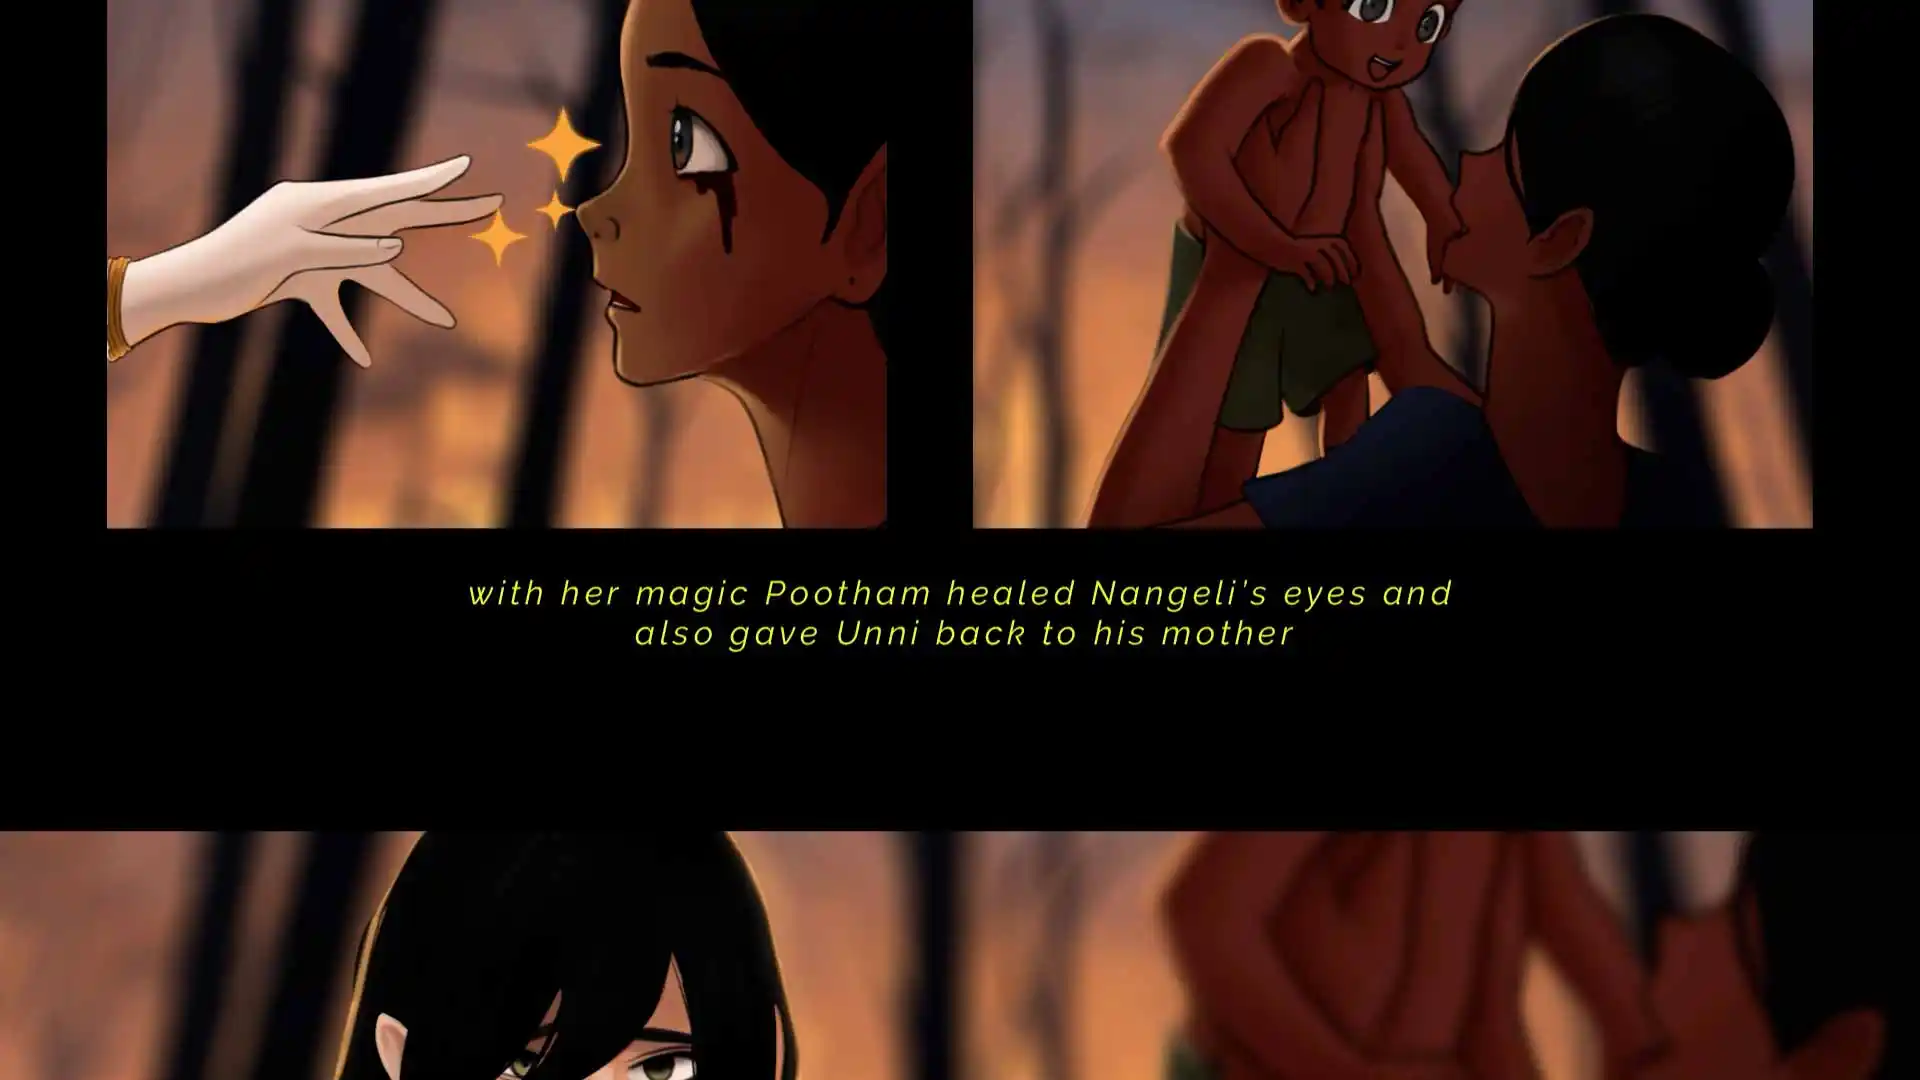 with her magic Pootham healed Nangeli's eyes and
also gave Unni back to his mother